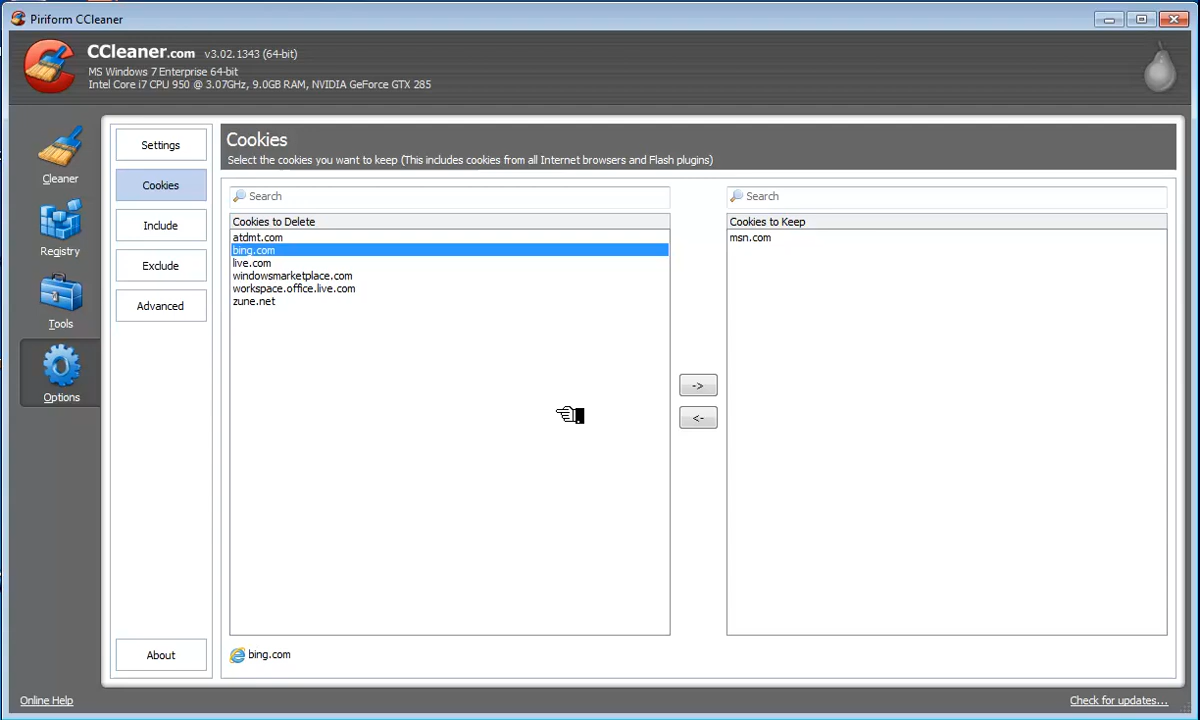 Piriform CCleaner
CCleaner.com v3.02.1343 (64-bit)
MS Windows 7 Enterprise 64-bit
Intel Core i7 CPU 950 @ 3.07GHz, 9.0GB RAM, NVIDIA GeForce GTX 285
Cleaner
Registry
Tools
Options
Settings
Cookies
Include
Exclude
Advanced
About
Cookies
Select the cookies you want to keep (This includes cookies from all Internet browsers and Flash plugins)
Search
Cookies to Delete
atdmt.com
bing.com
live.com
windowsmarketplace.com
workspace.office.live.com
zune.net
->
<-
Search
Cookies to Keep
msn.com
bing.com
Online Help
Check for updates...